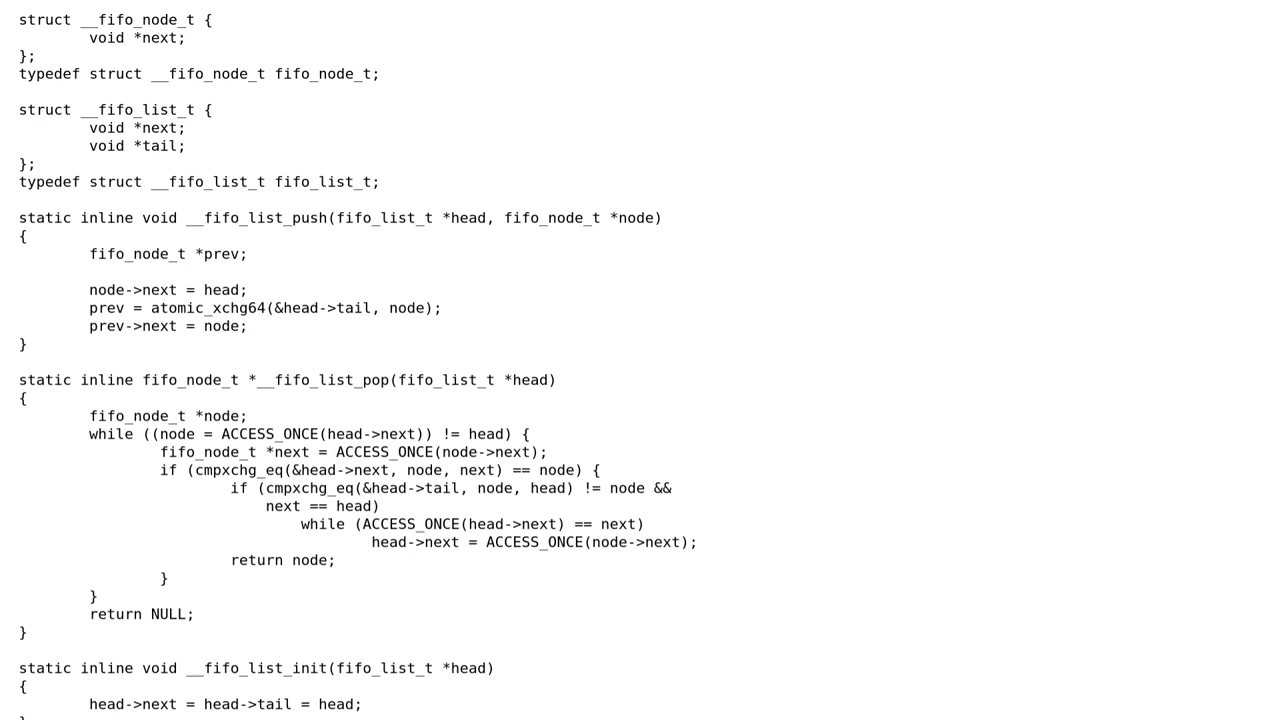 struct __fifo_node_t {
        void *next;
};
typedef struct __fifo_node_t fifo_node_t;

struct __fifo_list_t {
        void *next;
        void *tail;
};
typedef struct __fifo_list_t fifo_list_t;

static inline void __fifo_list_push(fifo_list_t *head, fifo_node_t *node)
{
        fifo_node_t *prev;

        node->next = head;
        prev = atomic_xchg64(&head->tail, node);
        prev->next = node;
}

static inline fifo_node_t *__fifo_list_pop(fifo_list_t *head)
{
        fifo_node_t *node;
        while ((node = ACCESS_ONCE(head->next)) != head) {
                fifo_node_t *next = ACCESS_ONCE(node->next);
                if (cmpxchg_eq(&head->next, node, next) == node) {
                        if (cmpxchg_eq(&head->tail, node, head) != node &&
                            next == head)
                                while (ACCESS_ONCE(head->next) == next)
                                        head->next = ACCESS_ONCE(node->next);
                        return node;
                }
        }
        return NULL;
}

static inline void __fifo_list_init(fifo_list_t *head)
{
        head->next = head->tail = head;
}